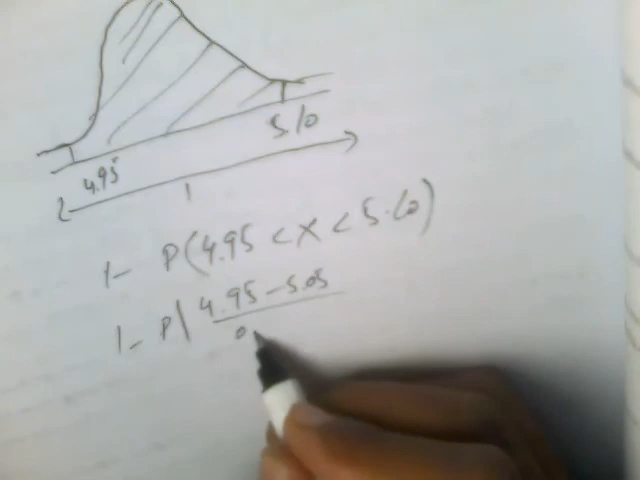 4.95 5.10
1
1- P(4.95 < X < 5.10)
1- P( 4.95 - 5.05
0.